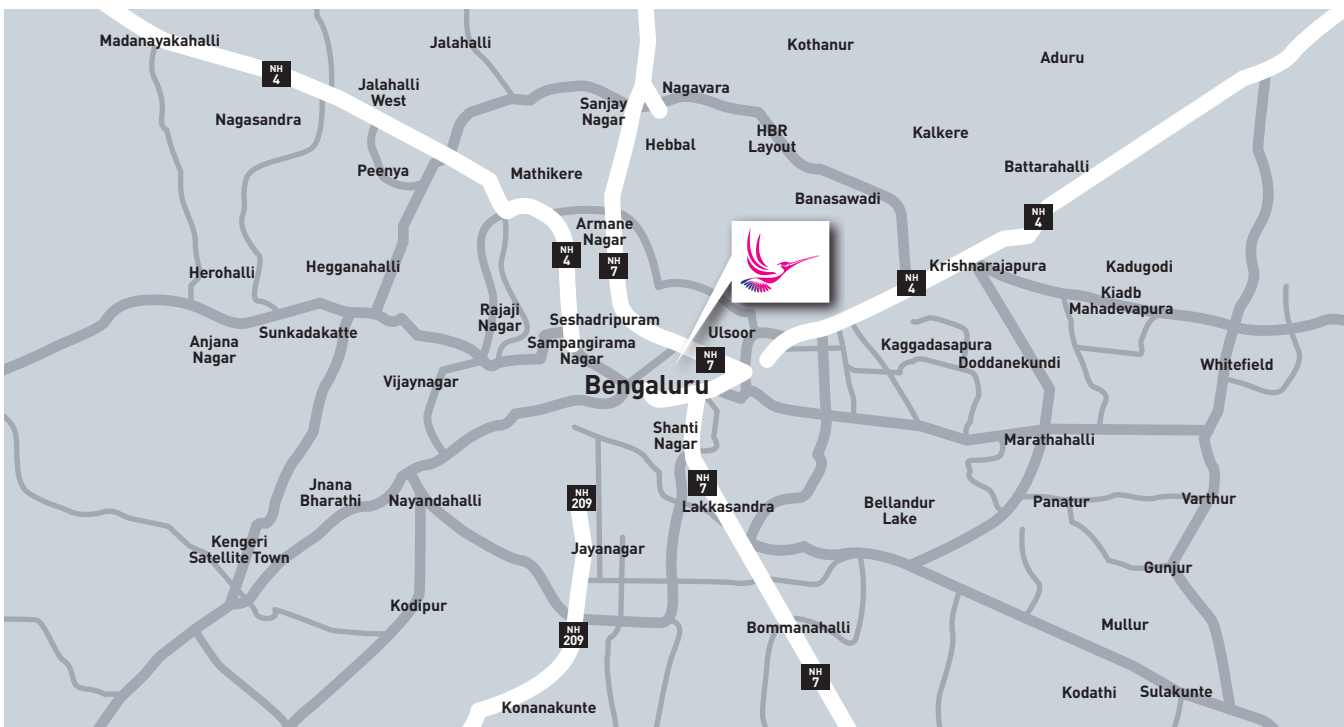 Madanayakahalli
Jalahalli
Kothanur
Aduru
NH
4
Jalahalli
West
Nagavara
Sanjay
Nagar
Nagasandra
HBR
Layout
Kalkere
Hebbal
Peenya
Mathikere
Battarahalli
Banasawadi
NH
4
Armane
Nagar
NH
4
NH
7
Herohalli
Hegganahalli
Krishnarajapura
Kadugodi
NH
4
Kiadb
Mahadevapura
Rajaji
Nagar
Seshadripuram
Ulsoor
Anjana
Nagar
Sunkadakatte
Sampangirama
Nagar
NH
7
Kaggadasapura
Doddanekundi
Whitefield
Vijaynagar
Bengaluru
Shanti
Nagar
Marathahalli
Jnana
Bharathi
Nayandahalli
NH
209
NH
7
Lakkasandra
Bellandur
Lake
Panatur
Varthur
Kengeri
Satellite Town
Jayanagar
Gunjur
Kodipur
NH
209
Bommanahalli
Mullur
NH
7
Kodathi
Sulakunte
Konanakunte